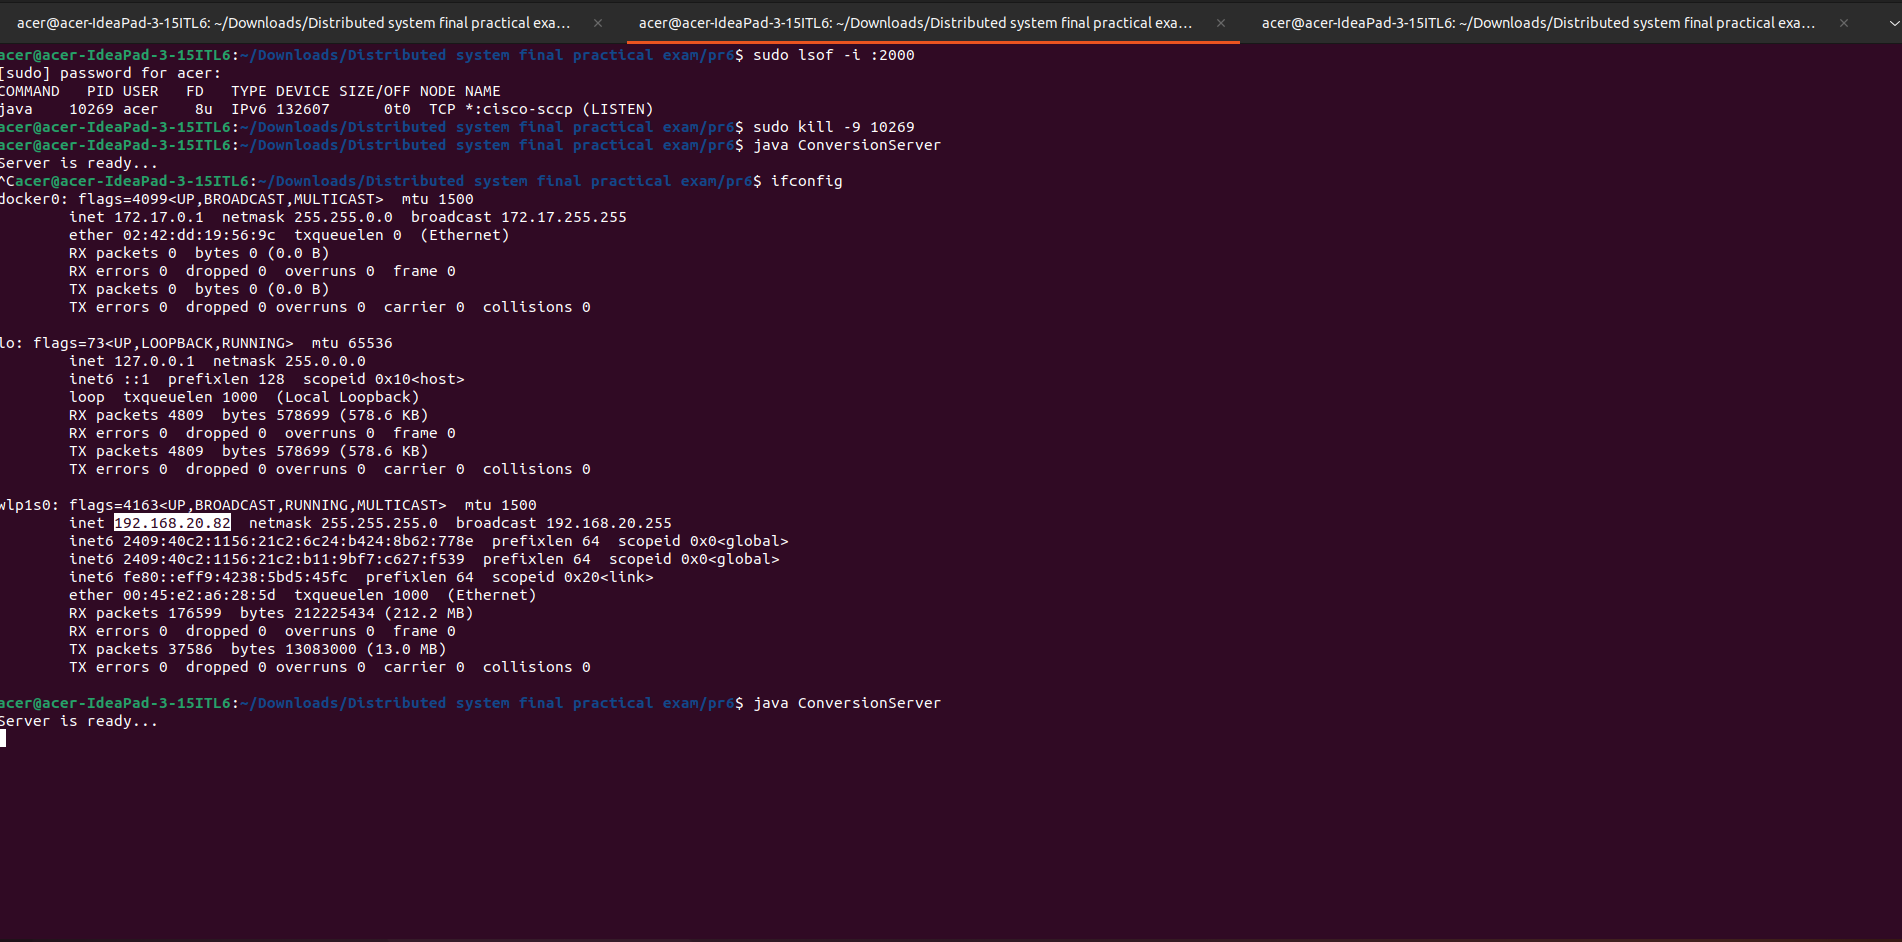 acer@acer-IdeaPad-3-15ITL6: ~/Downloads/Distributed system final practical exa...
acer@acer-IdeaPad-3-15ITL6: ~/Downloads/Distributed system final practical exa...
acer@acer-IdeaPad-3-15ITL6: ~/Downloads/Distributed system final practical exa...
acer@acer-IdeaPad-3-15ITL6:~/Downloads/Distributed system final practical exam/pr6$ sudo lsof -i :2000
[sudo] password for acer:
COMMAND   PID USER   FD   TYPE DEVICE SIZE/OFF NODE NAME
java    10269 acer    8u  IPv6 132607      0t0  TCP *:cisco-sccp (LISTEN)
acer@acer-IdeaPad-3-15ITL6:~/Downloads/Distributed system final practical exam/pr6$ sudo kill -9 10269
acer@acer-IdeaPad-3-15ITL6:~/Downloads/Distributed system final practical exam/pr6$ java ConversionServer
Server is ready...
^Cacer@acer-IdeaPad-3-15ITL6:~/Downloads/Distributed system final practical exam/pr6$ ifconfig
docker0: flags=4099<UP,BROADCAST,MULTICAST>  mtu 1500
        inet 172.17.0.1  netmask 255.255.0.0  broadcast 172.17.255.255
        ether 02:42:dd:19:56:9c  txqueuelen 0  (Ethernet)
        RX packets 0  bytes 0 (0.0 B)
        RX errors 0  dropped 0  overruns 0  frame 0
        TX packets 0  bytes 0 (0.0 B)
        TX errors 0  dropped 0 overruns 0  carrier 0  collisions 0
lo: flags=73<UP,LOOPBACK,RUNNING>  mtu 65536
        inet 127.0.0.1  netmask 255.0.0.0
        inet6 ::1  prefixlen 128  scopeid 0x10<host>
        loop  txqueuelen 1000  (Local Loopback)
        RX packets 4809  bytes 578699 (578.6 KB)
        RX errors 0  dropped 0  overruns 0  frame 0
        TX packets 4809  bytes 578699 (578.6 KB)
        TX errors 0  dropped 0 overruns 0  carrier 0  collisions 0
wlp1s0: flags=4163<UP,BROADCAST,RUNNING,MULTICAST>  mtu 1500
        inet 192.168.20.82  netmask 255.255.255.0  broadcast 192.168.20.255
        inet6 2409:40c2:1156:21c2:6c24:b424:8b62:778e  prefixlen 64  scopeid 0x0<global>
        inet6 2409:40c2:1156:21c2:b11:9bf7:c627:f539  prefixlen 64  scopeid 0x0<global>
        inet6 fe80::eff9:4238:5bd5:45fc  prefixlen 64  scopeid 0x20<link>
        ether 00:45:e2:a6:28:5d  txqueuelen 1000  (Ethernet)
        RX packets 176599  bytes 212225434 (212.2 MB)
        RX errors 0  dropped 0  overruns 0  frame 0
        TX packets 37586  bytes 13083000 (13.0 MB)
        TX errors 0  dropped 0 overruns 0  carrier 0  collisions 0
acer@acer-IdeaPad-3-15ITL6:~/Downloads/Distributed system final practical exam/pr6$ java ConversionServer
Server is ready...